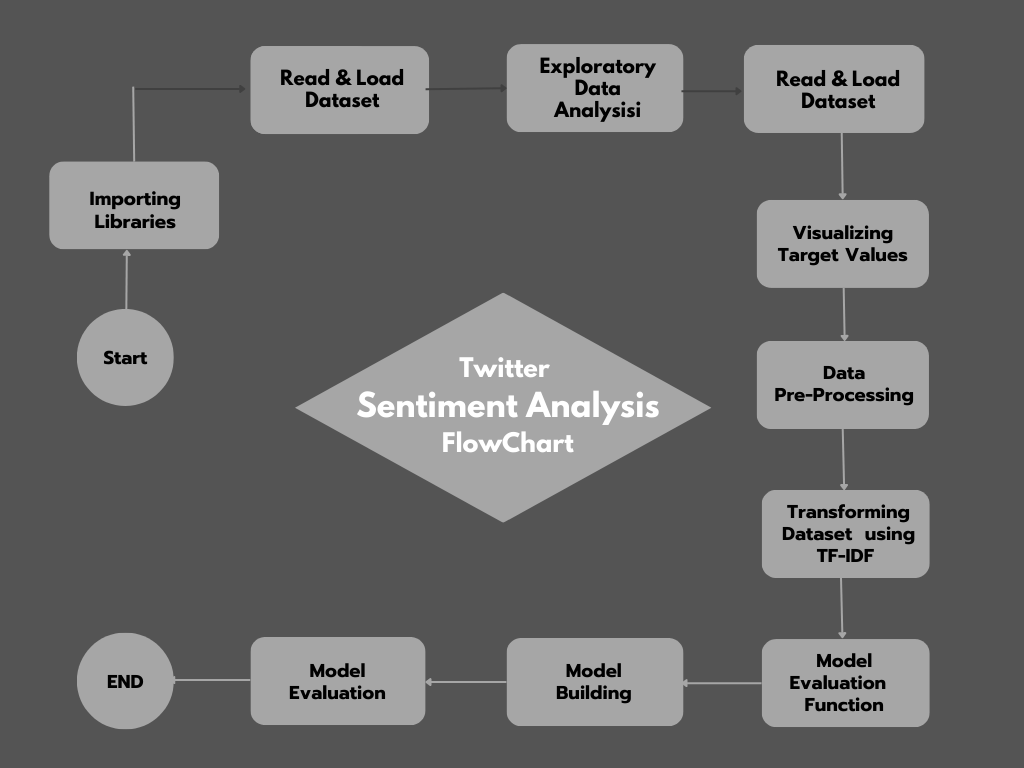 Read & Load
Dataset
Exploratory
Data
Analysisi
Read & Load
Dataset
Importing
Libraries
Visualizing
Target Values
Start
Twitter
Sentiment Analysis
FlowChart
Data
Pre-Processing
Transforming
Dataset using
TF-IDF
END
Model
Evaluation
Model
Building
Model
Evaluation
Function